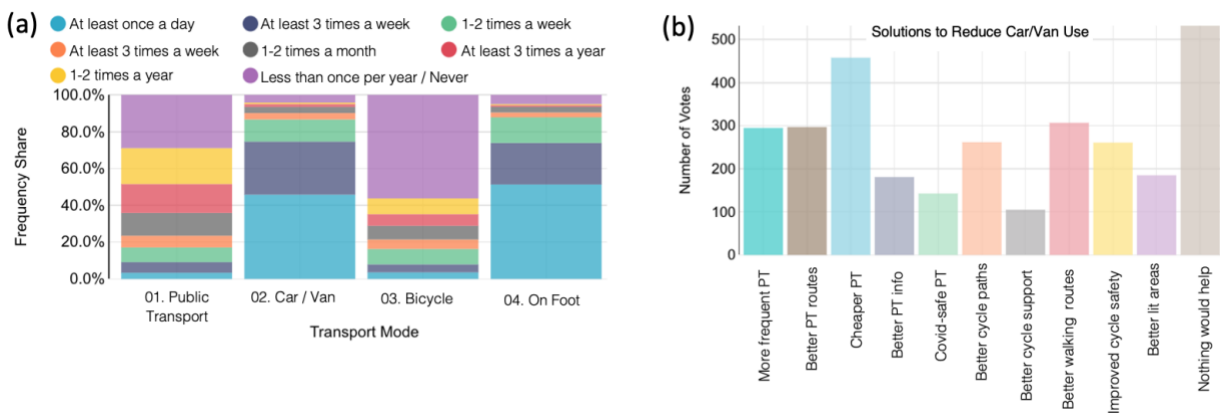 (a)
At least once a day
At least 3 times a week
1-2 times a week
At least 3 times a week
1-2 times a month
At least 3 times a year
1-2 times a year
Less than once per year / Never
Frequency Share
100.0%
80.0%
60.0%
40.0%
20.0%
0.0%
01. Public
Transport
02. Car / Van
03. Bicycle
04. On Foot
Transport Mode
(b)
Solutions to Reduce Car/Van Use
Number of Votes
500
400
300
200
100
0
More frequent PT
Better PT routes
Cheaper PT
Better PT info
Covid-safe PT
Better cycle paths
Better cycle support
Better walking routes
Improved cycle safety
Better lit areas
Nothing would help